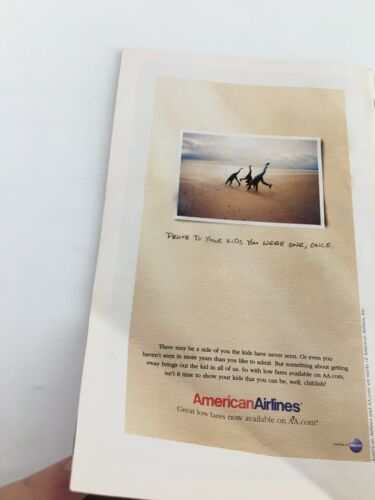 PROVE TO YOUR KIDS YOU WERE ONE, ONCE.
There may be a side of you the kids have never seen. Or even you
haven't seen in more years than you like to admit. But something about getting
away brings out the kid in all of us. So with low fares available on AA.com,
isn't it time to show your kids that you can be, well, childish?
AmericanAirlines®
Great low fares now available on AA.com?